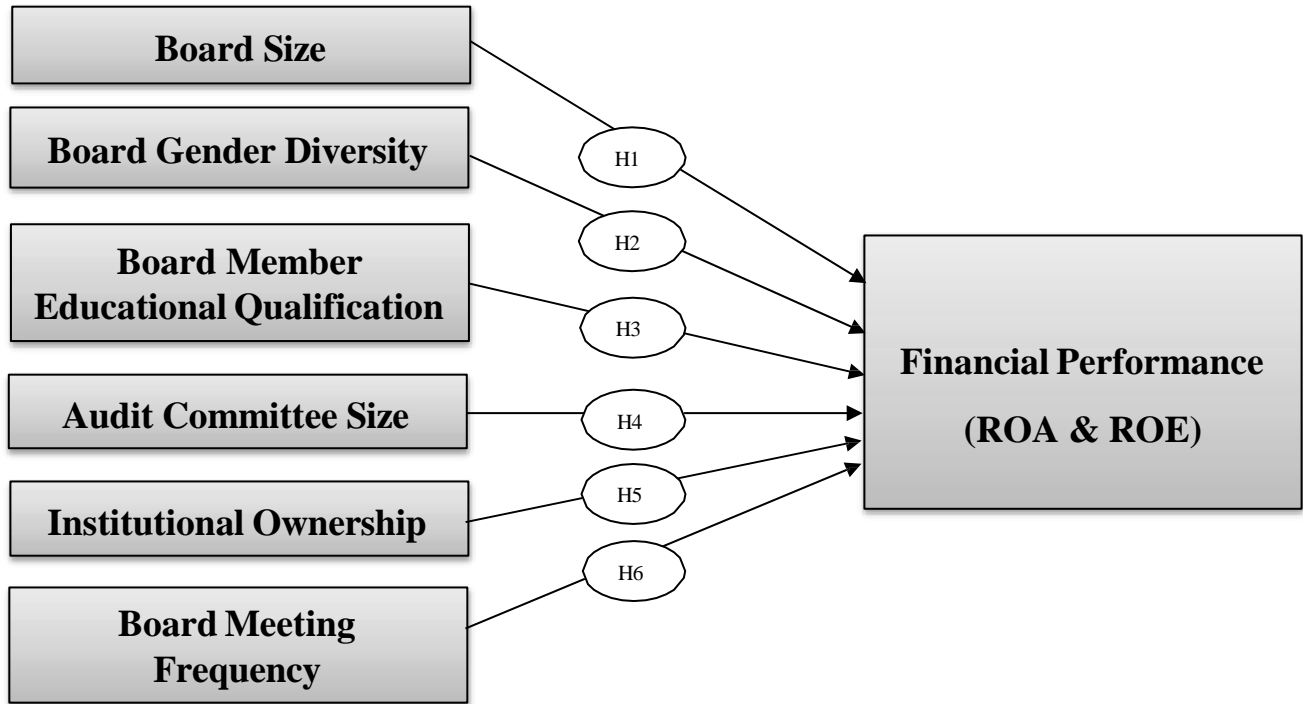 Board Size
Board Gender Diversity
Board Member
Educational Qualification
Audit Committee Size
Institutional Ownership
Board Meeting
Frequency
H1
H2
H3
H4
H5
H6
Financial Performance
(ROA & ROE)